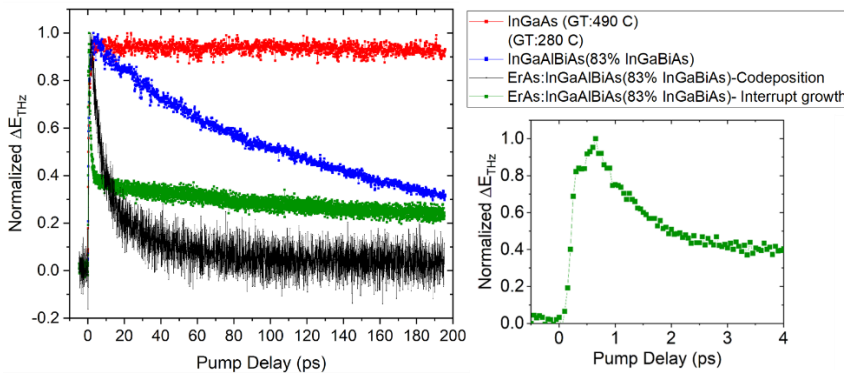 Normalized ΔE_THz
1.0
0.8
0.6
0.4
0.2
0.0
-0.2
0 20 40 60 80 100 120 140 160 180 200
Pump Delay (ps)
InGaAs (GT:490 C)
(GT:280 C)
InGaAlBiAs(83% InGaBiAs)
ErAs:InGaAlBiAs(83% InGaBiAs)-Codeposition
ErAs:InGaAlBiAs(83% InGaBiAs)- Interrupt growth
Normalized ΔE_THz
1.0
0.8
0.6
0.4
0.2
0.0
0 1 2 3 4
Pump Delay (ps)